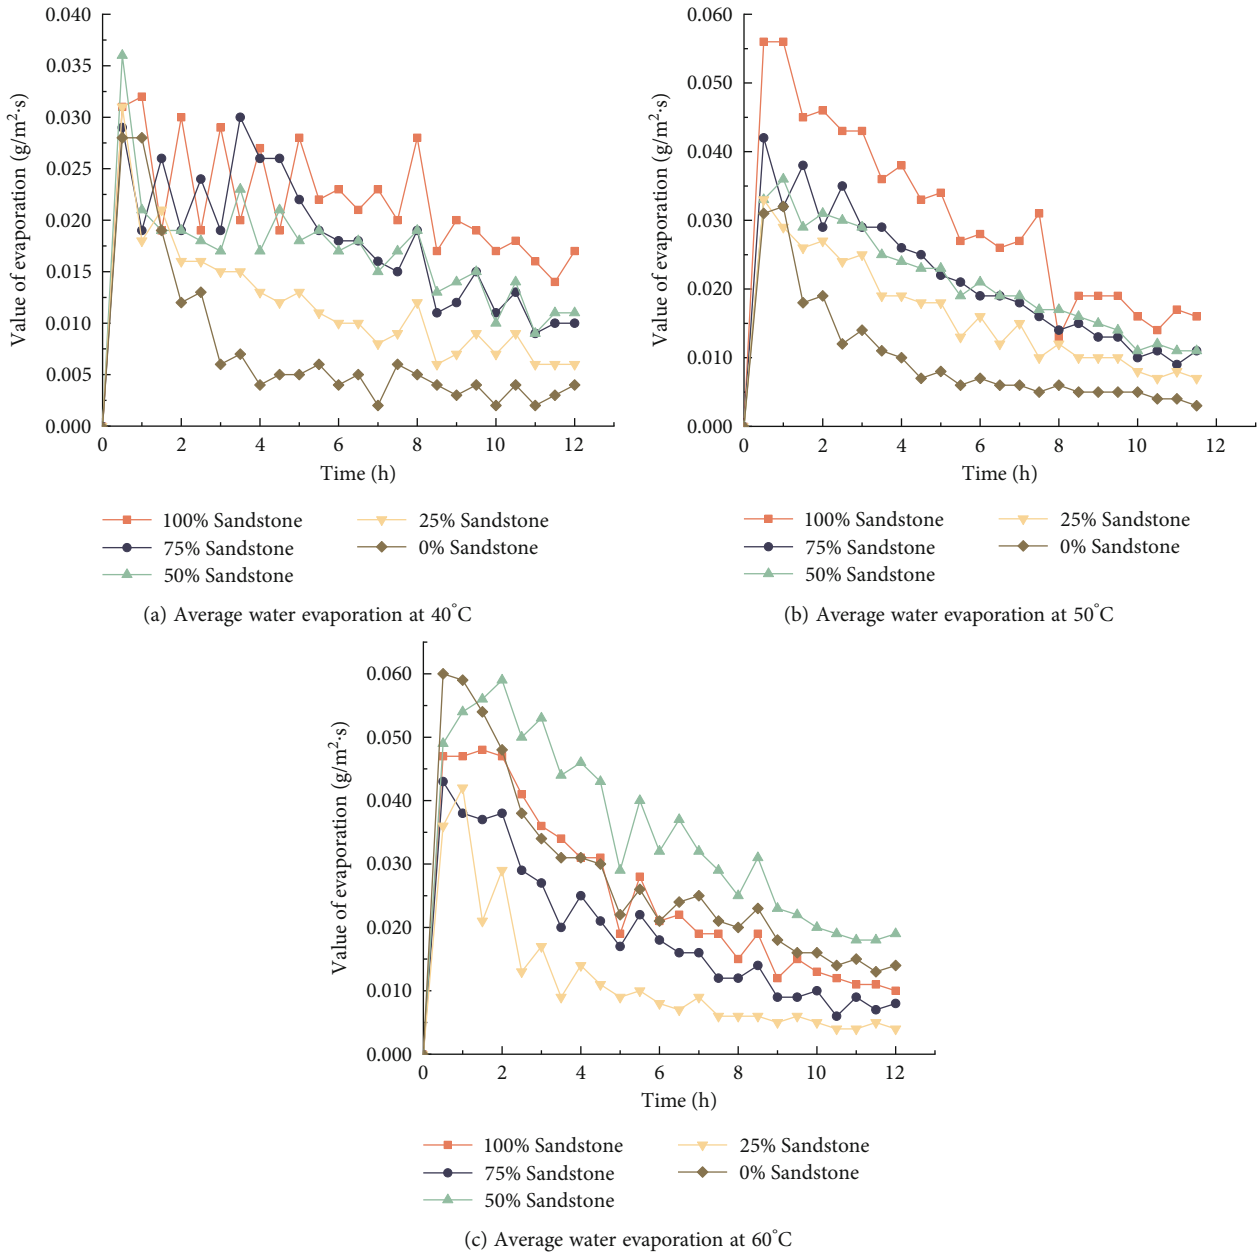 0.040
0.035
0.030
0.025
0.020
0.015
0.010
0.005
0.000
Value of evaporation (g/m²·s)
0 2 4 6 8 10 12
Time (h)
100% Sandstone
75% Sandstone
50% Sandstone
25% Sandstone
0% Sandstone
(a) Average water evaporation at 40°C
0.060
0.050
0.040
0.030
0.020
0.010
0.000
Value of evaporation (g/m²·s)
0 2 4 6 8 10 12
Time (h)
100% Sandstone
75% Sandstone
50% Sandstone
25% Sandstone
0% Sandstone
(b) Average water evaporation at 50°C
0.060
0.050
0.040
0.030
0.020
0.010
0.000
Value of evaporation (g/m²·s)
0 2 4 6 8 10 12
Time (h)
100% Sandstone
75% Sandstone
50% Sandstone
25% Sandstone
0% Sandstone
(c) Average water evaporation at 60°C